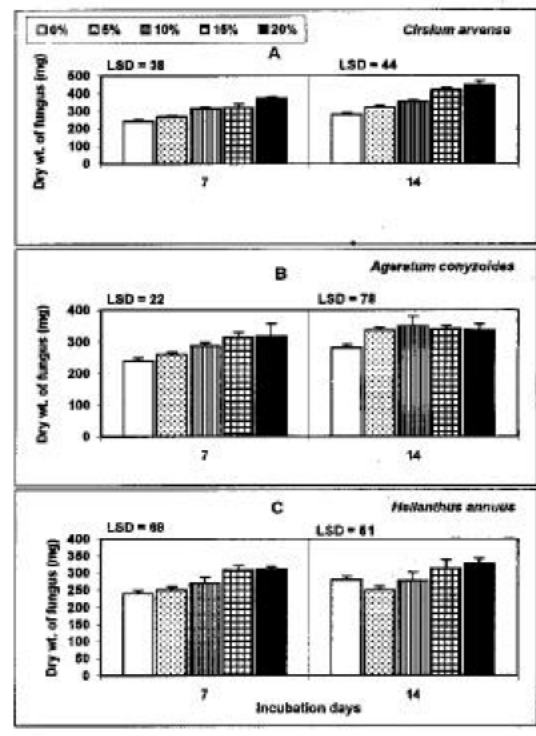 0% 5% 10% 15% 20%
Cirsium arvense
A
LSD = 38
LSD = 44
Dry wt. of fungus (mg)
600
400
300
200
100
0
7
14
B
Ageratum conyzoides
LSD = 22
LSD = 78
Dry wt. of fungus (mg)
400
300
200
100
0
7
14
C
Helianthus annuus
LSD = 69
LSD = 61
Dry wt. of fungus (mg)
400
350
300
250
200
150
100
50
0
7
14
Incubation days